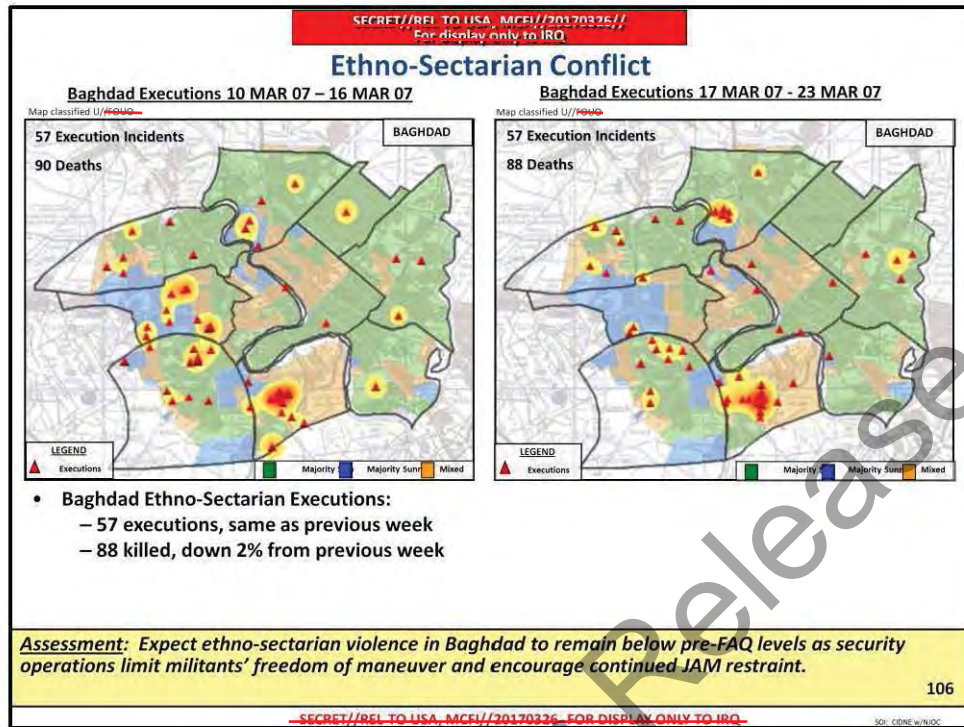 SECRET//REL TO USA, MCFI//20170326//
For display only to IRQ
Ethno-Sectarian Conflict
Baghdad Executions 10 MAR 07 – 16 MAR 07
Map classified U//FOUO
57 Execution Incidents
90 Deaths
BAGHDAD
LEGEND
Executions
Majority
Majority Sunni
Mixed
Baghdad Executions 17 MAR 07 - 23 MAR 07
Map classified U//FOUO
57 Execution Incidents
88 Deaths
BAGHDAD
LEGEND
Executions
Majority
Majority Sunni
Mixed
• Baghdad Ethno-Sectarian Executions:
– 57 executions, same as previous week
– 88 killed, down 2% from previous week
Assessment: Expect ethno-sectarian violence in Baghdad to remain below pre-FAQ levels as security
operations limit militants' freedom of maneuver and encourage continued JAM restraint.
106
SECRET//REL TO USA, MCFI//20170326 FOR DISPLAY ONLY TO IRQ
SOI: CIDNE w/NJOC
Release